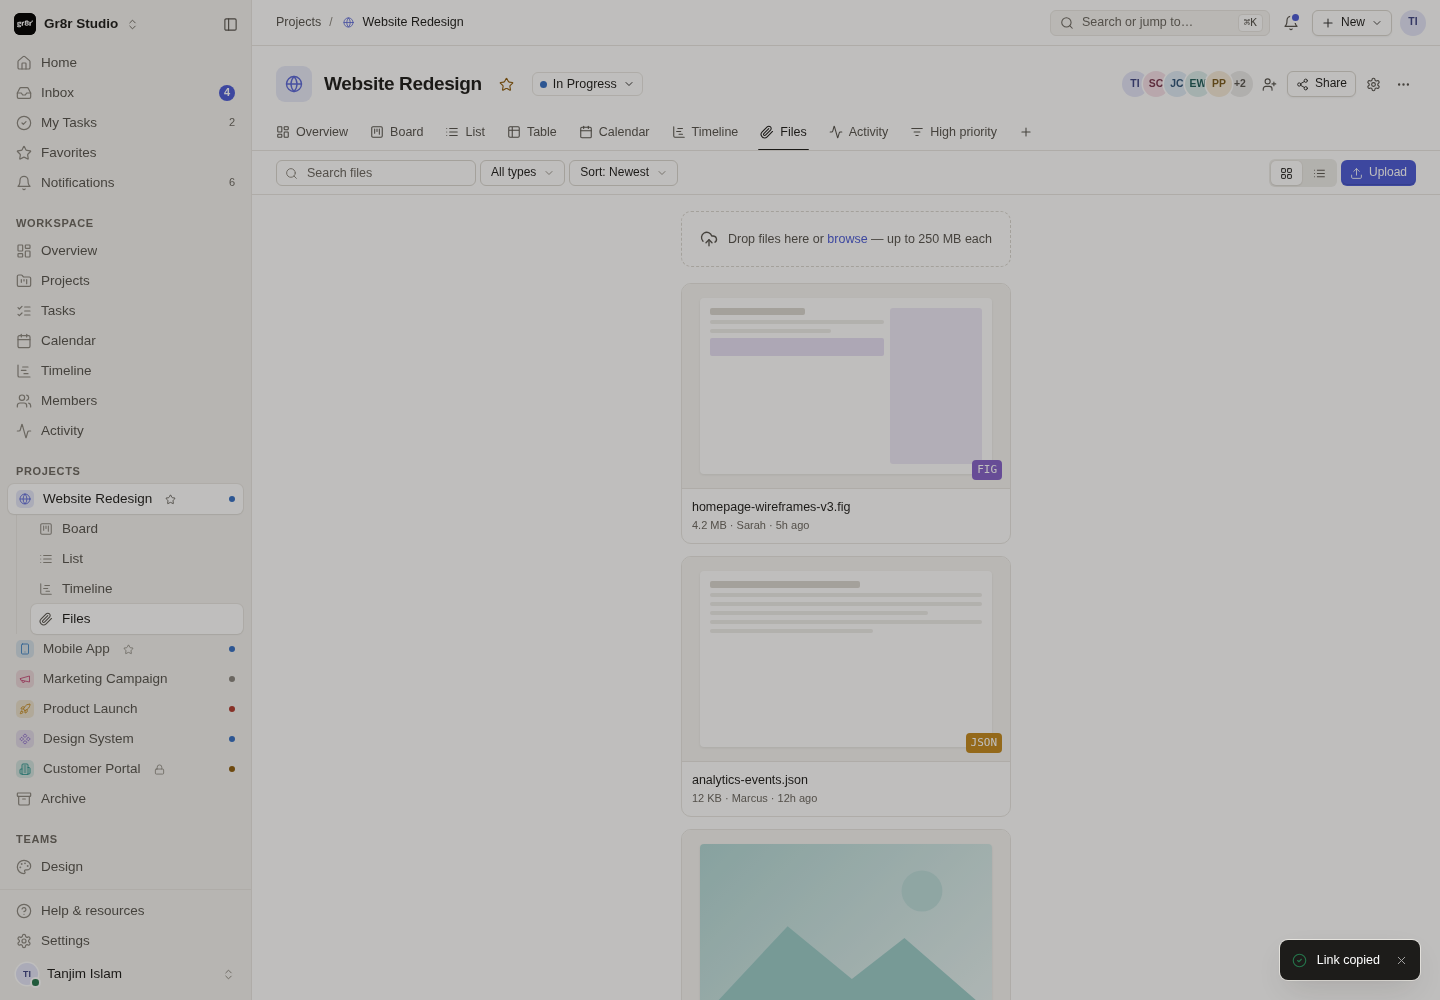 gr8r Gr8r Studio
Home
Inbox 4
My Tasks 2
Favorites
Notifications 6
WORKSPACE
Overview
Projects
Tasks
Calendar
Timeline
Members
Activity
PROJECTS
Website Redesign
Board
List
Timeline
Files
Mobile App
Marketing Campaign
Product Launch
Design System
Customer Portal
Archive
TEAMS
Design
Help & resources
Settings
TI Tanjim Islam
Projects / Website Redesign
Search or jump to… ⌘K New TI
Website Redesign In Progress TI SC JC EW PP +2 Share
Overview Board List Table Calendar Timeline Files Activity High priority
Search files All types Sort: Newest Upload
Drop files here or browse — up to 250 MB each
FIG
homepage-wireframes-v3.fig
4.2 MB · Sarah · 5h ago
JSON
analytics-events.json
12 KB · Marcus · 12h ago
Link copied